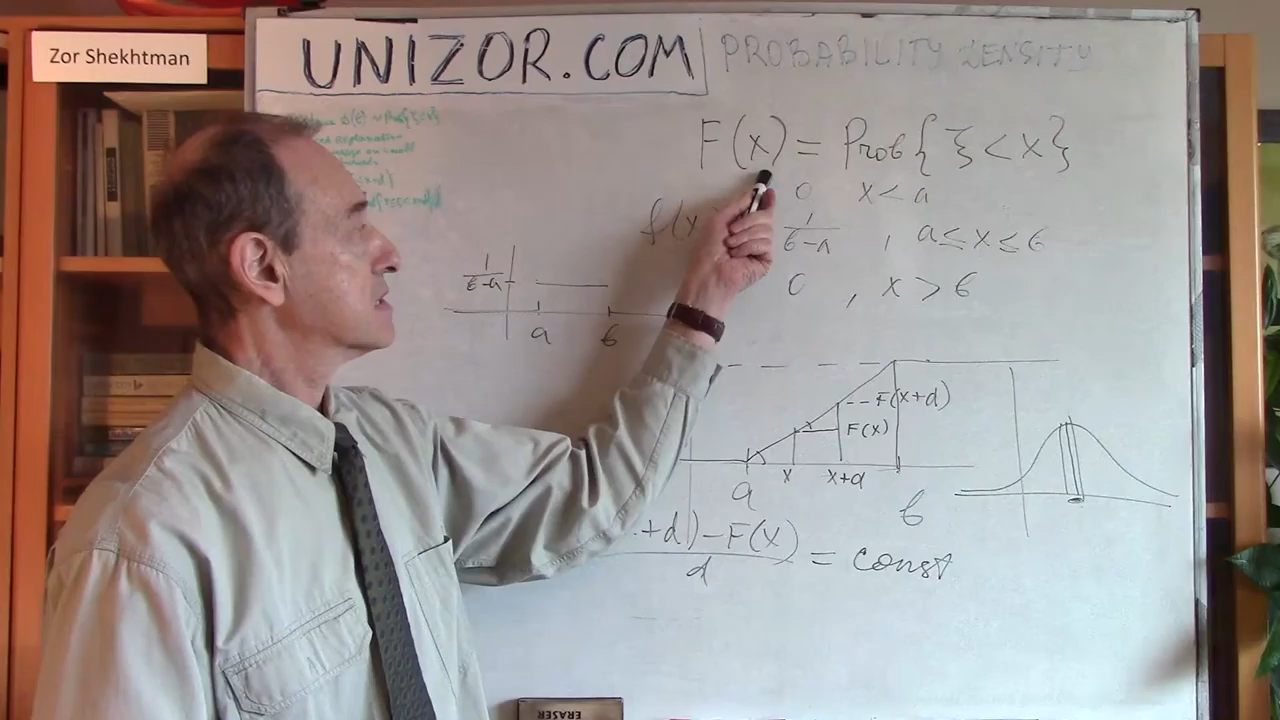 Zor Shekhtman
UNIZOR.COM
PROBABILITY DENSITY
F(x) = Prob{ ξ < x }
0 x < a
f(x
1/(b-a) , a ≤ x ≤ b
0 , x > b
1/(b-a)
a b
F(x+d)
F(x)
a x x+d b
+d)-F(x)
d
= const
ERASER